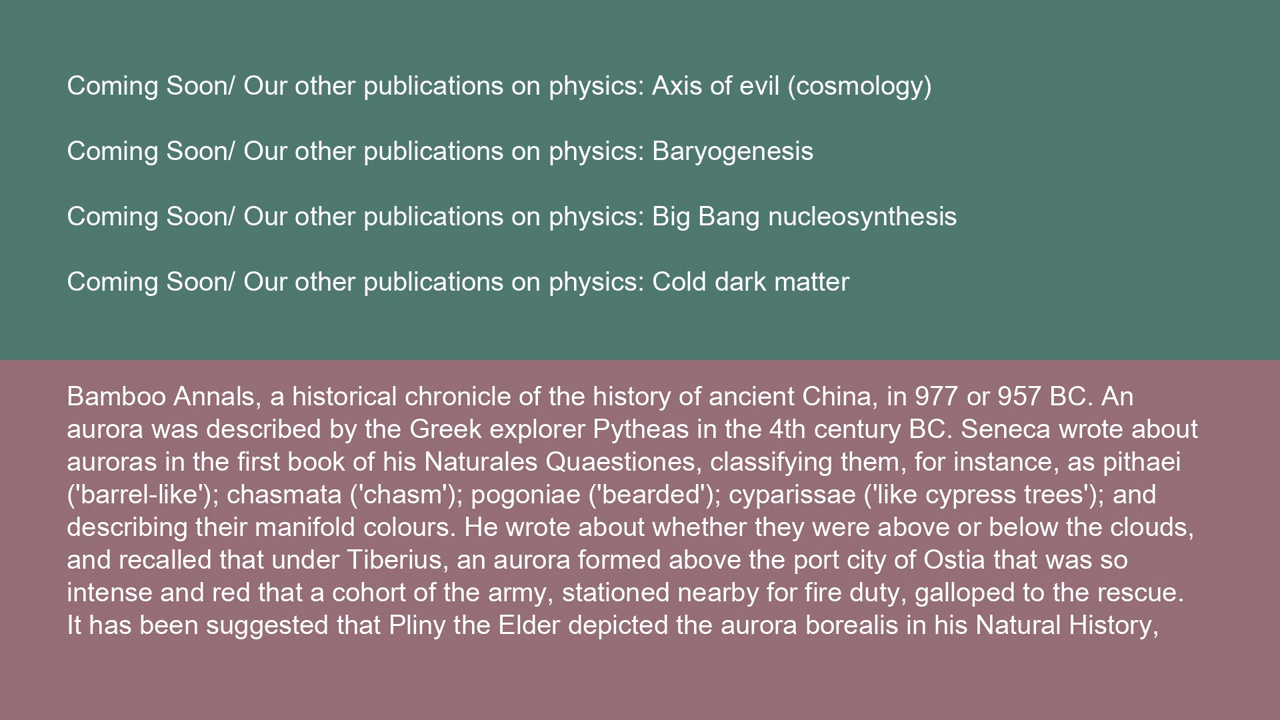 Coming Soon/ Our other publications on physics: Axis of evil (cosmology)
Coming Soon/ Our other publications on physics: Baryogenesis
Coming Soon/ Our other publications on physics: Big Bang nucleosynthesis
Coming Soon/ Our other publications on physics: Cold dark matter
Bamboo Annals, a historical chronicle of the history of ancient China, in 977 or 957 BC. An
aurora was described by the Greek explorer Pytheas in the 4th century BC. Seneca wrote about
auroras in the first book of his Naturales Quaestiones, classifying them, for instance, as pithaei
('barrel-like'); chasmata ('chasm'); pogoniae ('bearded'); cyparissae ('like cypress trees'); and
describing their manifold colours. He wrote about whether they were above or below the clouds,
and recalled that under Tiberius, an aurora formed above the port city of Ostia that was so
intense and red that a cohort of the army, stationed nearby for fire duty, galloped to the rescue.
It has been suggested that Pliny the Elder depicted the aurora borealis in his Natural History,